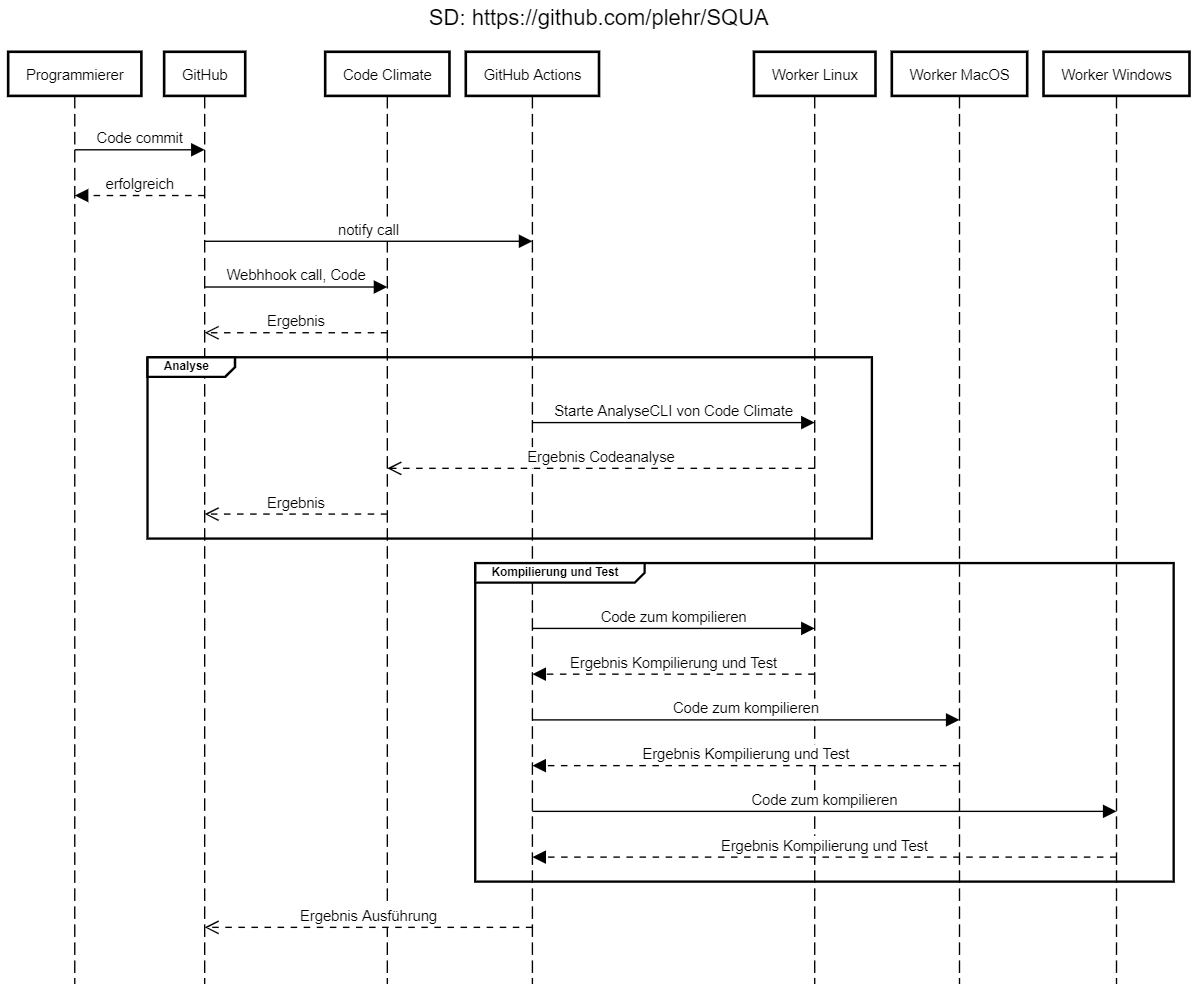 SD: https://github.com/plehr/SQUA
Programmierer
GitHub
Code Climate
GitHub Actions
Worker Linux
Worker MacOS
Worker Windows
Code commit
erfolgreich
notify call
Webhhook call, Code
Ergebnis
Analyse
Starte AnalyseCLI von Code Climate
Ergebnis Codeanalyse
Ergebnis
Kompilierung und Test
Code zum kompilieren
Ergebnis Kompilierung und Test
Code zum kompilieren
Ergebnis Kompilierung und Test
Code zum kompilieren
Ergebnis Kompilierung und Test
Ergebnis Ausführung